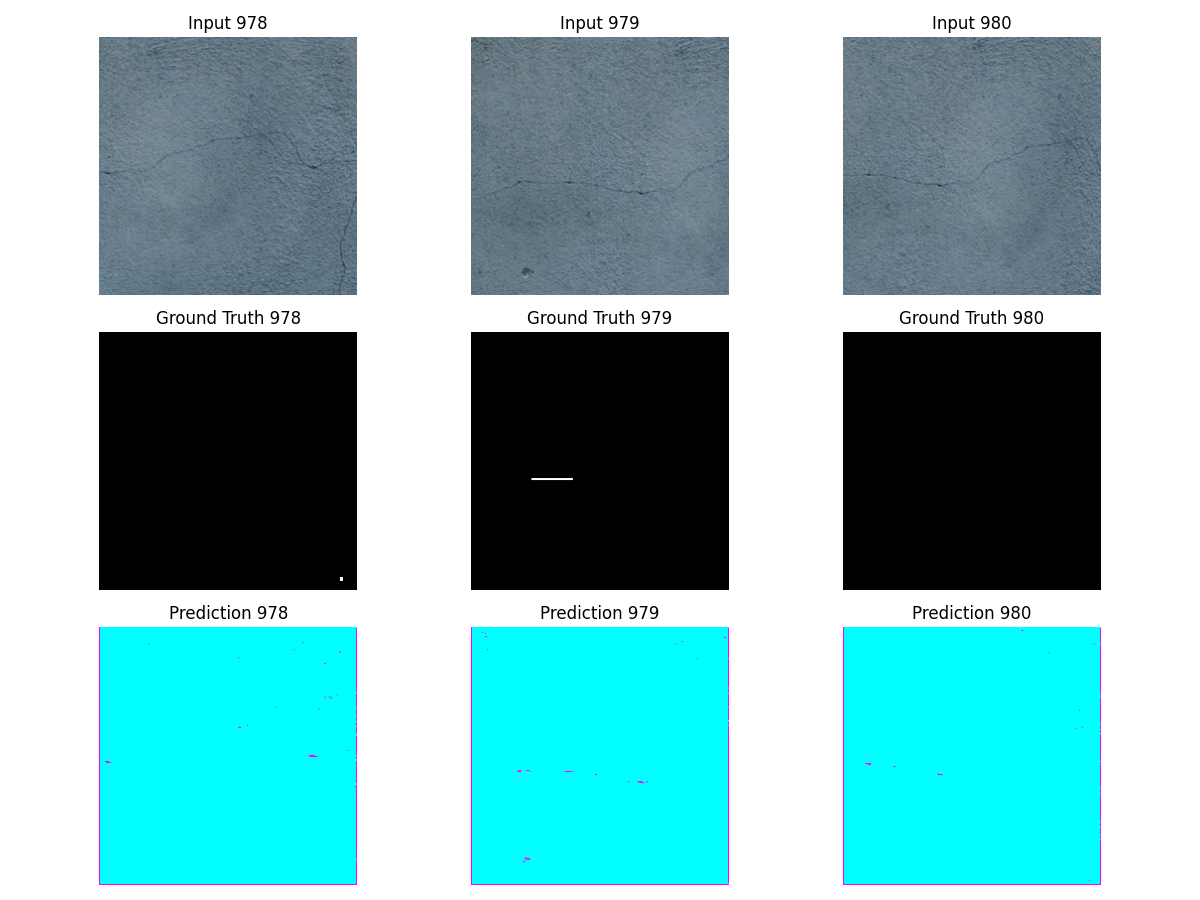 Input 978
Input 979
Input 980
Ground Truth 978
Ground Truth 979
Ground Truth 980
Prediction 978
Prediction 979
Prediction 980